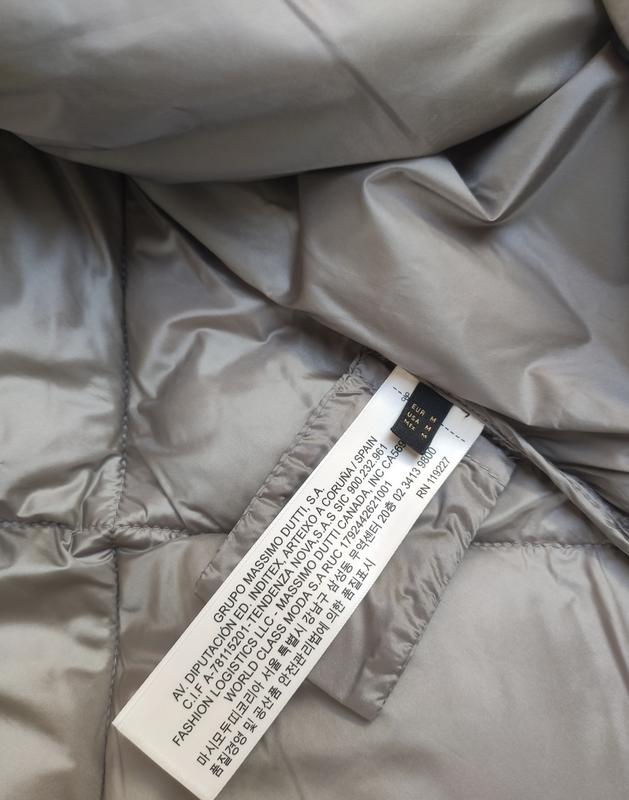 EUR M
USA M
MEX M
GRUPO MASSIMO DUTTI, S.A.
AV. DIPUTACIÓN ED. INDITEX, ARTEIXO A CORUÑA / SPAIN
C.I.F A-78115201- TENDENZA NOVA,S.A.S SIC 900.232.961
FASHION LOGISTICS LLC - MASSIMO DUTTI CANADA, INC CA569
WORLD CLASS MODA S.A RUC 1792442621001
마시모두띠코리아 서울 특별시 강남구 삼성동 무역센터 20층 02 3413 9800
품질경영 및 공산품 안전관리법에 의한 품질표시
RN 119227